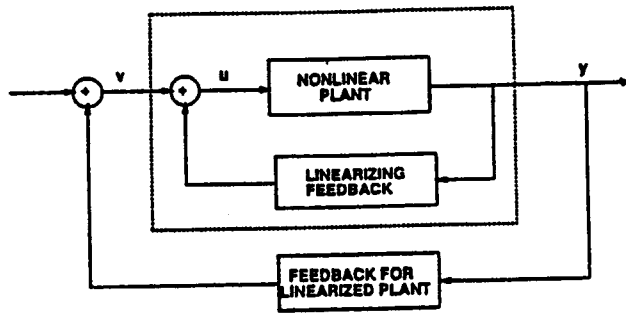 v
+
u
+
NONLINEAR
PLANT
y
LINEARIZING
FEEDBACK
FEEDBACK FOR
LINEARIZED PLANT